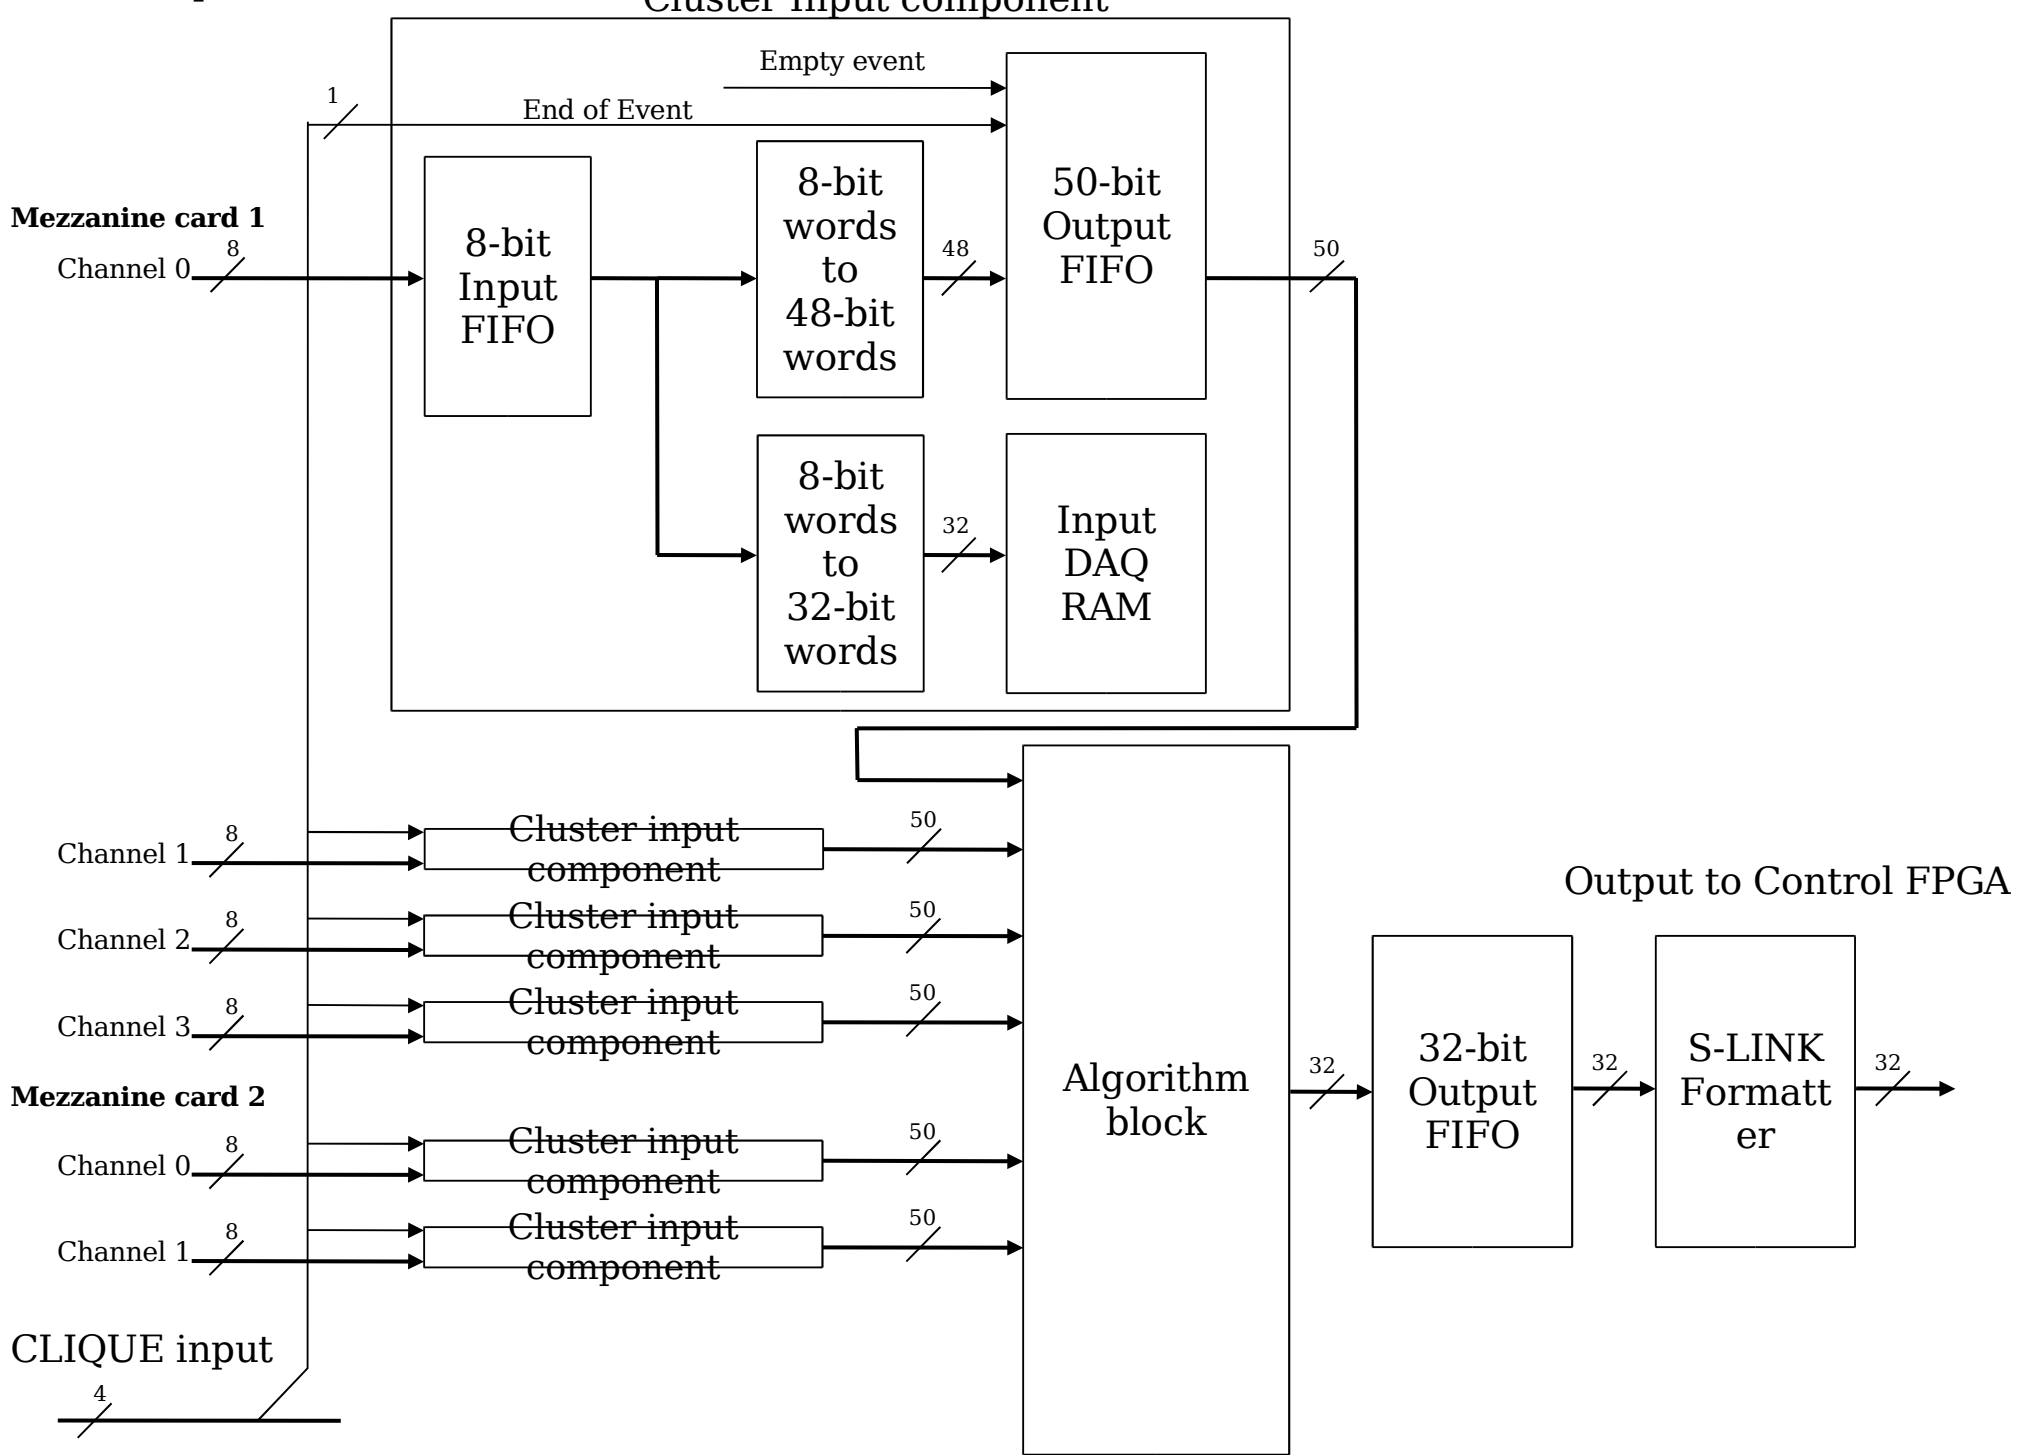 Cluster Input component
Empty event
1
End of Event
8-bit
words
to
48-bit
words
50-bit
Output
FIFO
Mezzanine card 1
8
Channel 0
8-bit
Input
FIFO
48
50
8-bit
words
to
32-bit
words
32
Input
DAQ
RAM
Channel 1
8
Cluster input
component
50
Channel 2
8
Cluster input
component
50
Channel 3
8
Cluster input
component
50
Output to Control FPGA
Mezzanine card 2
Channel 0
8
Cluster input
component
50
Channel 1
8
Cluster input
component
50
Algorithm
block
32
32-bit
Output
FIFO
32
S-LINK
Formatt
er
32
CLIQUE input
4